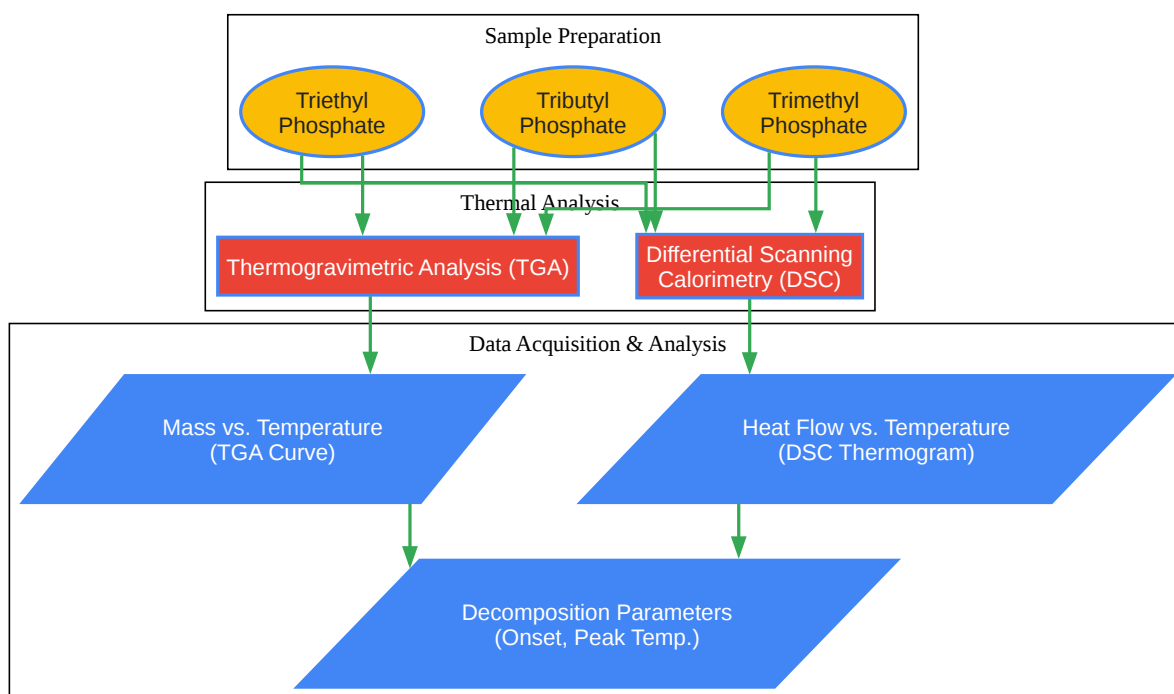 Sample Preparation
Triethyl
Phosphate
Tributyl
Phosphate
Trimethyl
Phosphate
Thermal Analysis
Thermogravimetric Analysis (TGA)
Differential Scanning
Calorimetry (DSC)
Data Acquisition & Analysis
Mass vs. Temperature
(TGA Curve)
Heat Flow vs. Temperature
(DSC Thermogram)
Decomposition Parameters
(Onset, Peak Temp.)